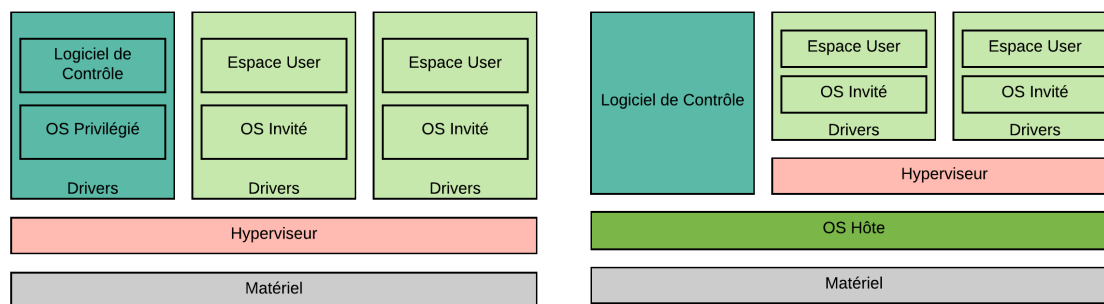 Logiciel de
Contrôle
OS Privilégié
Drivers
Espace User
OS Invité
Drivers
Espace User
OS Invité
Drivers
Hyperviseur
Matériel
Logiciel de Contrôle
Espace User
OS Invité
Drivers
Espace User
OS Invité
Drivers
Hyperviseur
OS Hôte
Matériel